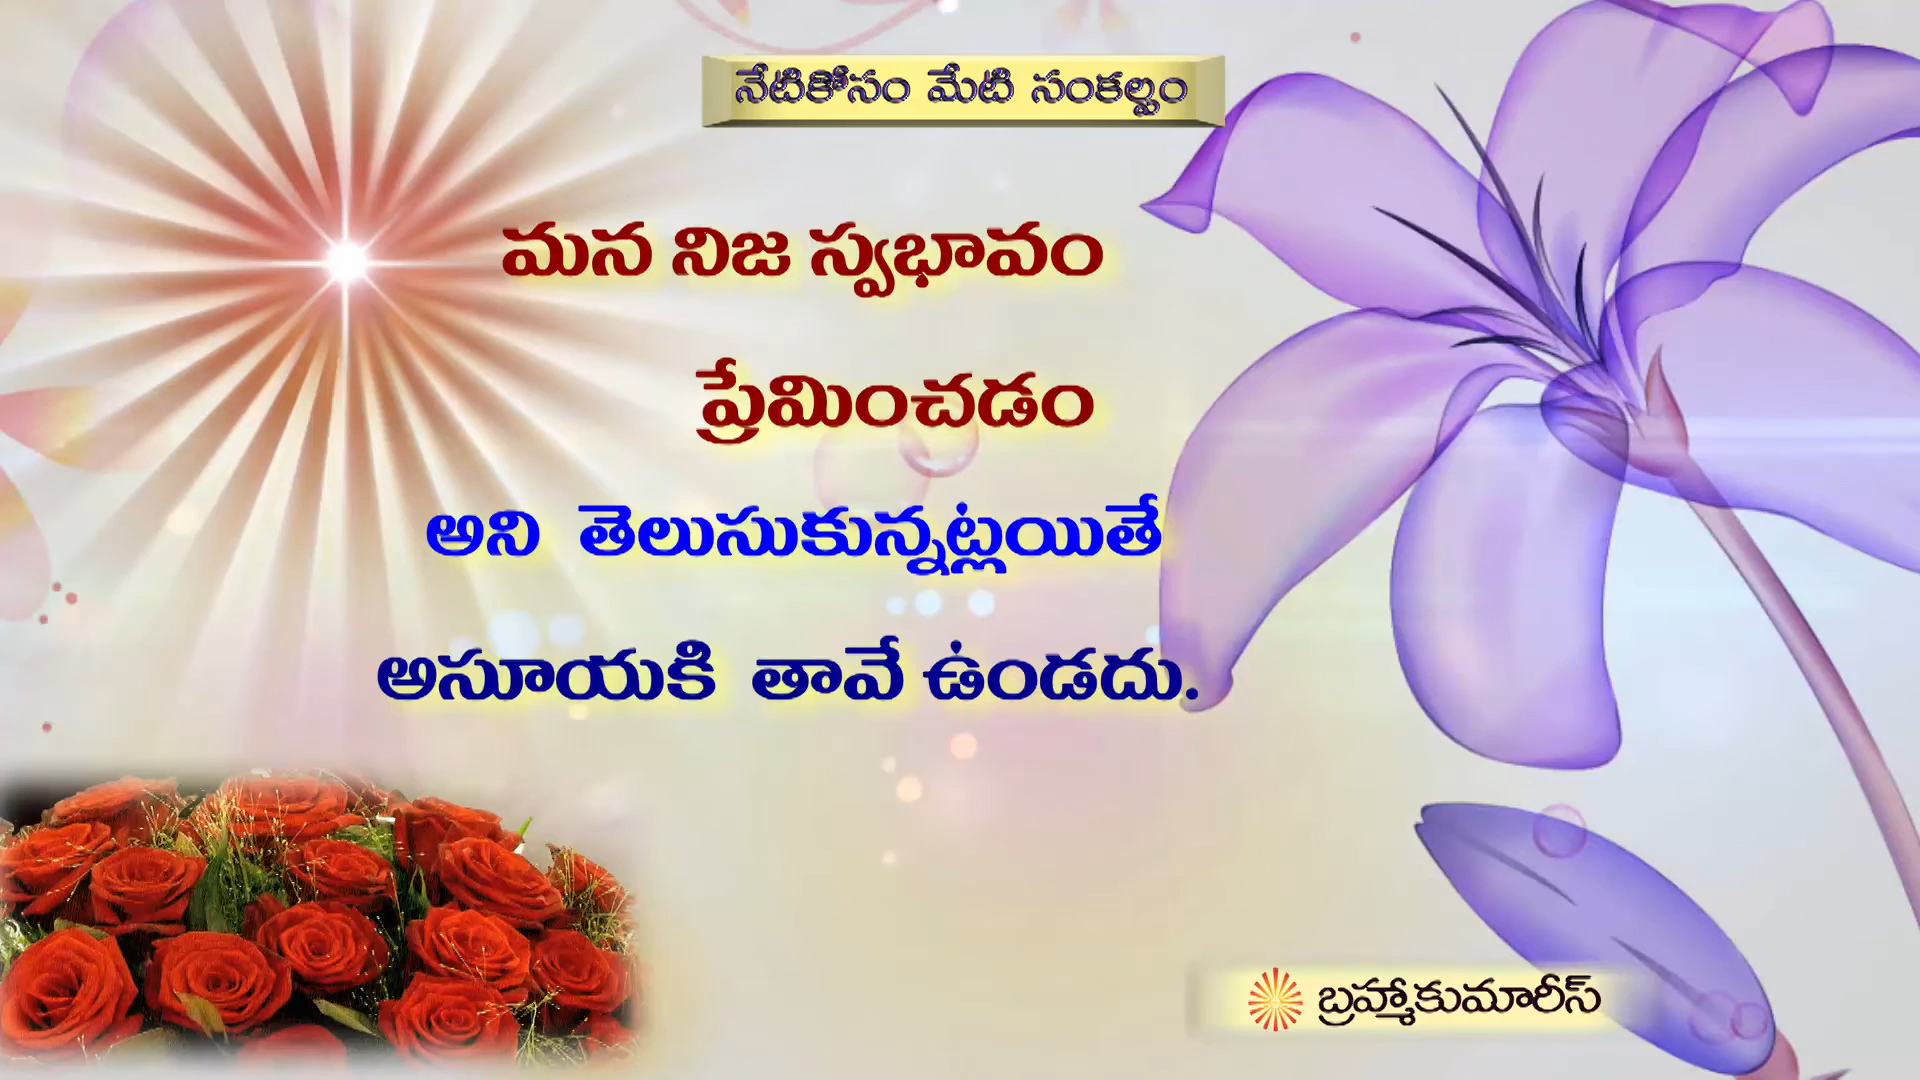 నేటికోసం మేటి సంకల్పం
మన నిజ స్వభావం
ప్రేమించడం
అని తెలుసుకున్నట్లయితే
అసూయకి తావే ఉండదు.
బ్రహ్మాకుమారీస్